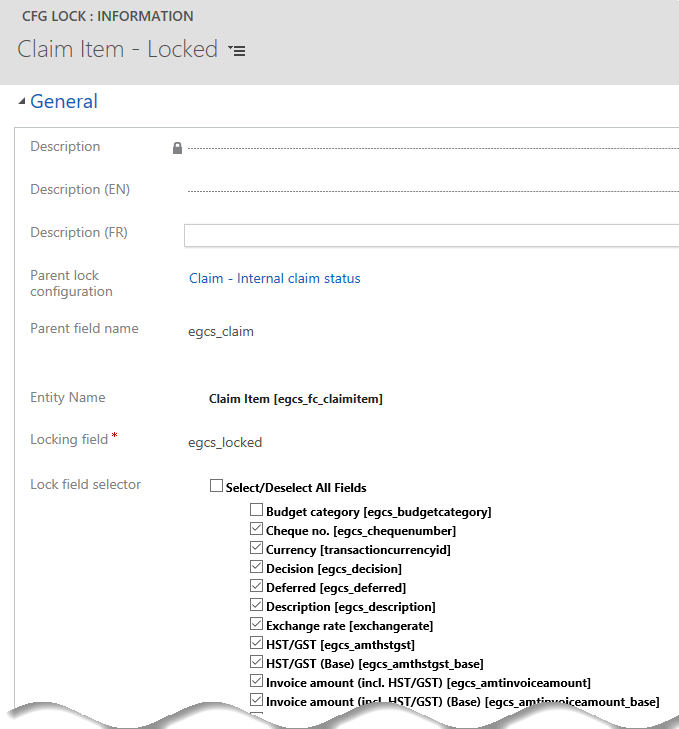 CFG LOCK : INFORMATION
Claim Item - Locked
General
Description
Description (EN)
Description (FR)
Parent lock
configuration
Claim - Internal claim status
Parent field name
egcs_claim
Entity Name
Claim Item [egcs_fc_claimitem]
Locking field *
egcs_locked
Lock field selector
Select/Deselect All Fields
Budget category [egcs_budgetcategory]
Cheque no. [egcs_chequenumber]
Currency [transactioncurrencyid]
Decision [egcs_decision]
Deferred [egcs_deferred]
Description [egcs_description]
Exchange rate [exchangerate]
HST/GST [egcs_amthstgst]
HST/GST (Base) [egcs_amthstgst_base]
Invoice amount (incl. HST/GST) [egcs_amtinvoiceamount]
Invoice amount (incl. HST/GST) (Base) [egcs_amtinvoiceamount_base]